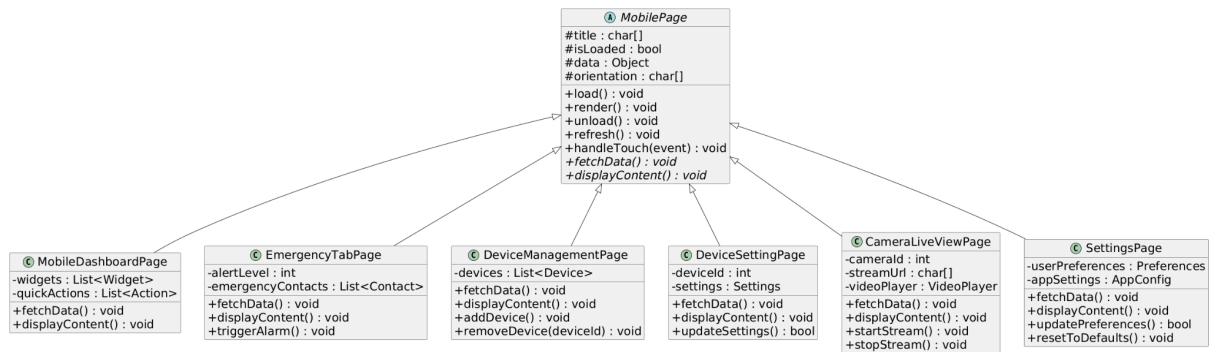 A MobilePage
#title : char[]
#isLoaded : bool
#data : Object
#orientation : char[]
+load() : void
+render() : void
+unload() : void
+refresh() : void
+handleTouch(event) : void
+fetchData() : void
+displayContent() : void
C MobileDashboardPage
-widgets : List<Widget>
-quickActions : List<Action>
+fetchData() : void
+displayContent() : void
C EmergencyTabPage
-alertLevel : int
-emergencyContacts : List<Contact>
+fetchData() : void
+displayContent() : void
+triggerAlarm() : void
C DeviceManagementPage
-devices : List<Device>
+fetchData() : void
+displayContent() : void
+addDevice() : void
+removeDevice(deviceId) : void
C DeviceSettingPage
-deviceId : int
-settings : Settings
+fetchData() : void
+displayContent() : void
+updateSettings() : bool
C CameraLiveViewPage
-cameraId : int
-streamUrl : char[]
-videoPlayer : VideoPlayer
+fetchData() : void
+displayContent() : void
+startStream() : void
+stopStream() : void
C SettingsPage
-userPreferences : Preferences
-appSettings : AppConfig
+fetchData() : void
+displayContent() : void
+updatePreferences() : bool
+resetToDefaults() : void